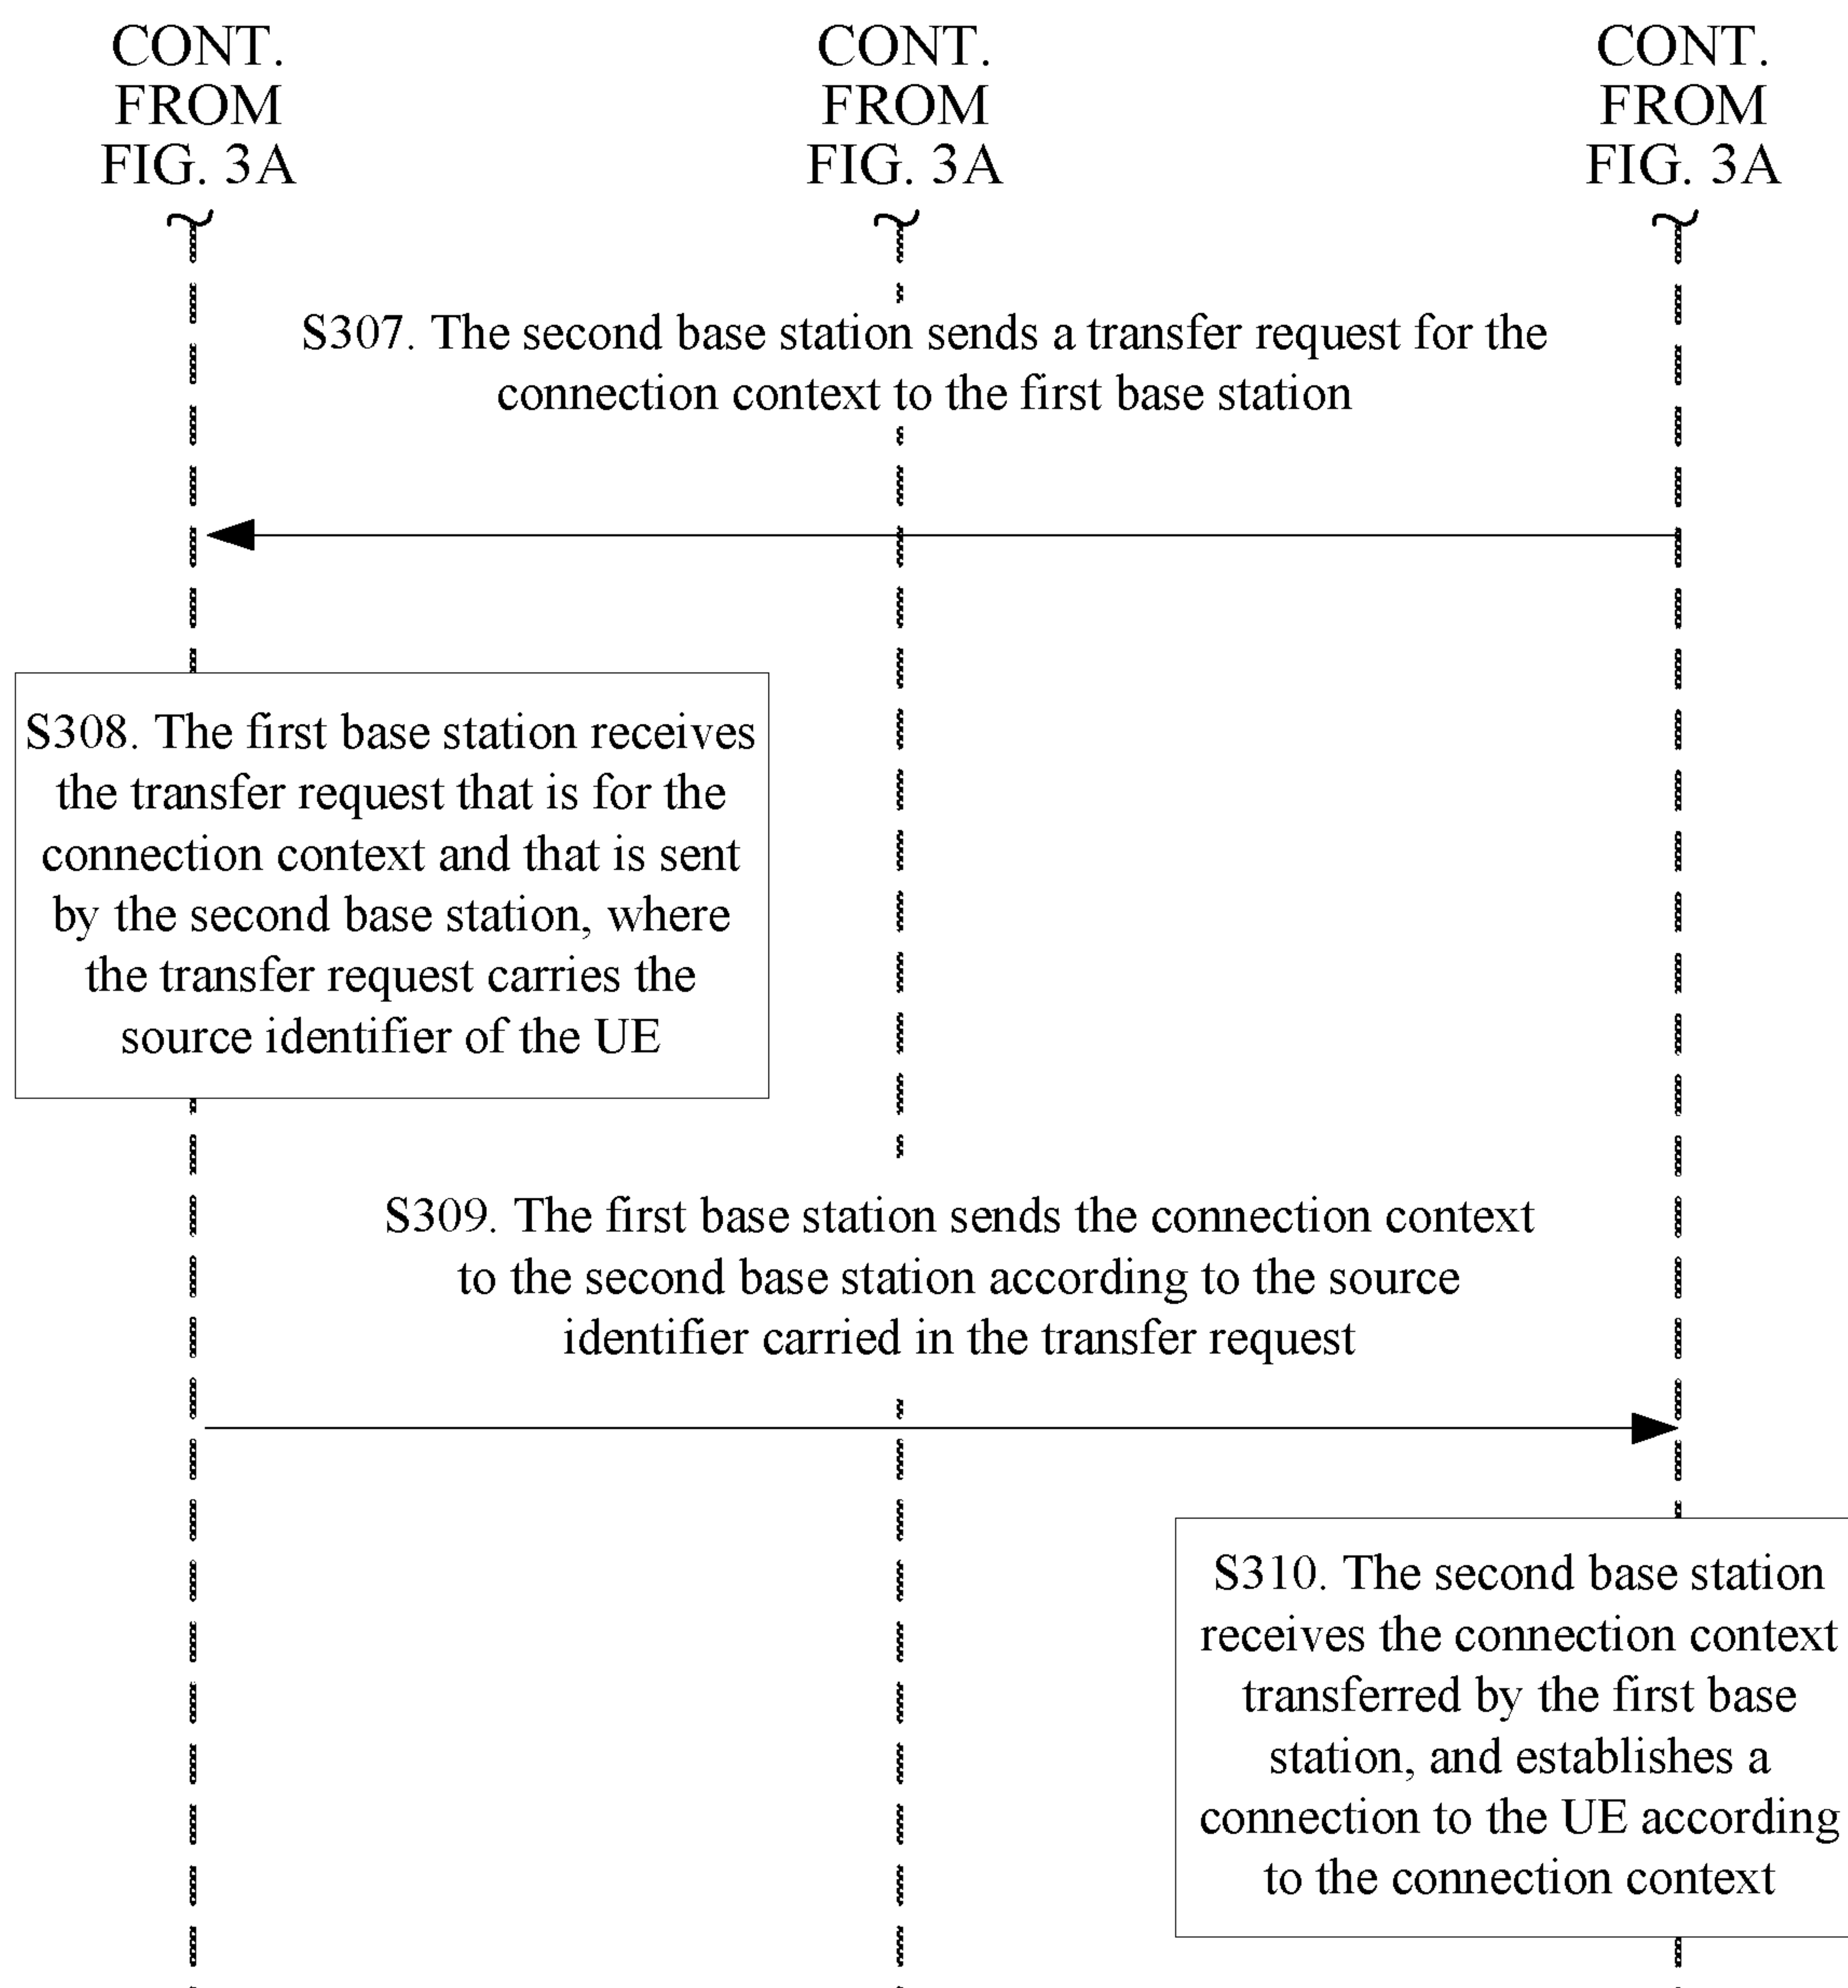 CONT.
FROM
FIG. 3A
CONT.
FROM
FIG. 3A
CONT.
FROM
FIG. 3A
S307. The second base station sends a transfer request for the
connection context to the first base station
S308. The first base station receives
the transfer request that is for the
connection context and that is sent
by the second base station, where
the transfer request carries the
source identifier of the UE
S309. The first base station sends the connection context
to the second base station according to the source
identifier carried in the transfer request
S310. The second base station
receives the connection context
transferred by the first base
station, and establishes a
connection to the UE according
to the connection context